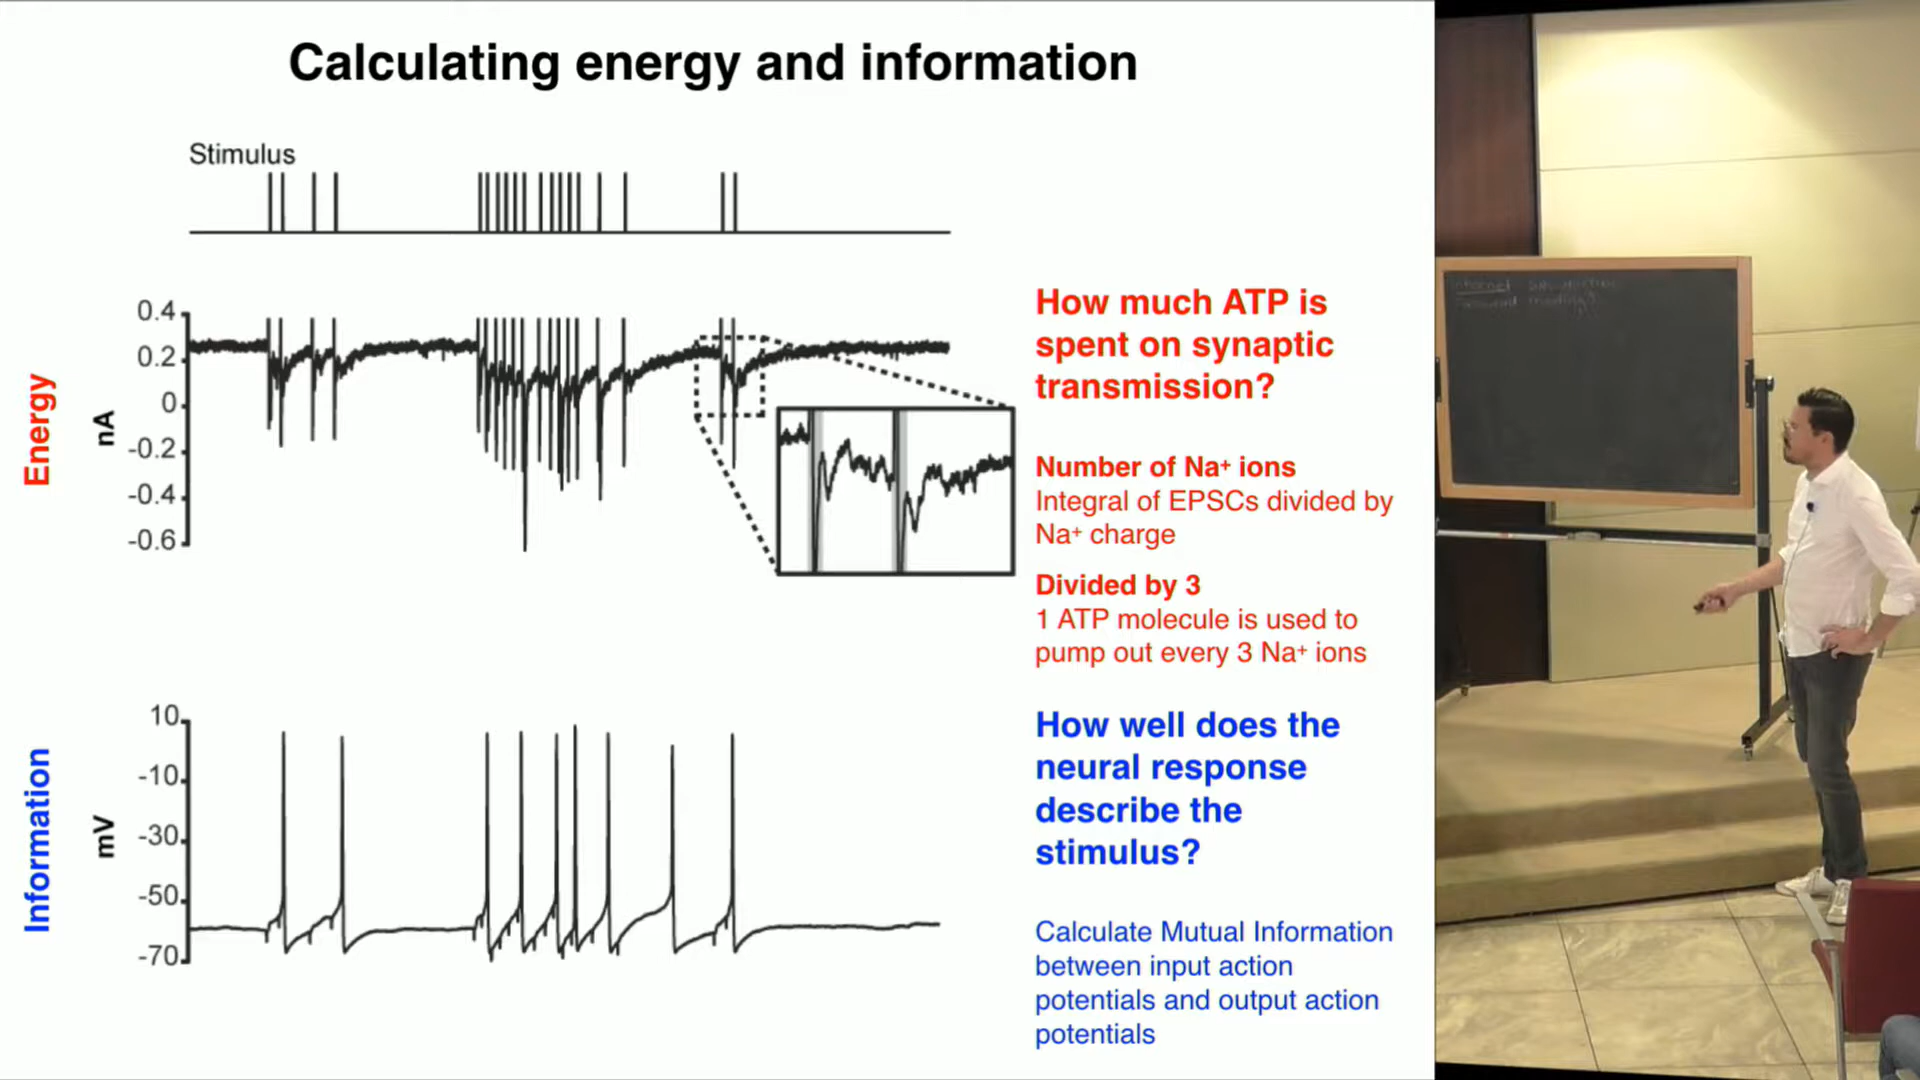 Calculating energy and information
Stimulus
Energy
nA
0.4
0.2
0
-0.2
-0.4
-0.6
How much ATP is
spent on synaptic
transmission?
Number of Na⁺ ions
Integral of EPSCs divided by
Na⁺ charge
Divided by 3
1 ATP molecule is used to
pump out every 3 Na⁺ ions
Information
mV
10
-10
-30
-50
-70
How well does the
neural response
describe the
stimulus?
Calculate Mutual Information
between input action
potentials and output action
potentials